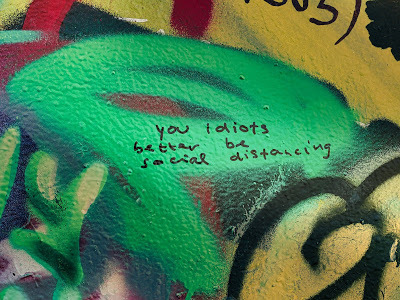 you idiots
better be
social distancing